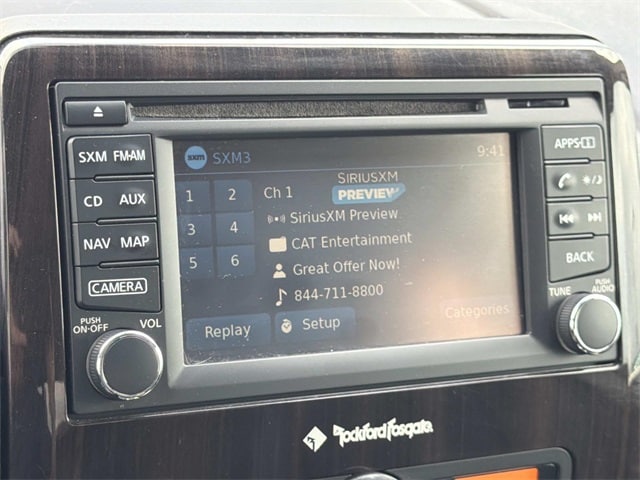 SXM FM·AM
CD AUX
NAV MAP
CAMERA
PUSH
ON·OFF
VOL
sxm SXM3
9:41
1 2
3 4
5 6
Ch 1
SIRIUSXM
PREVIEW
SiriusXM Preview
CAT Entertainment
Great Offer Now!
844-711-8800
Replay
Setup
Categories
APPS·i
BACK
TUNE
PUSH
AUDIO
Rockford Fosgate